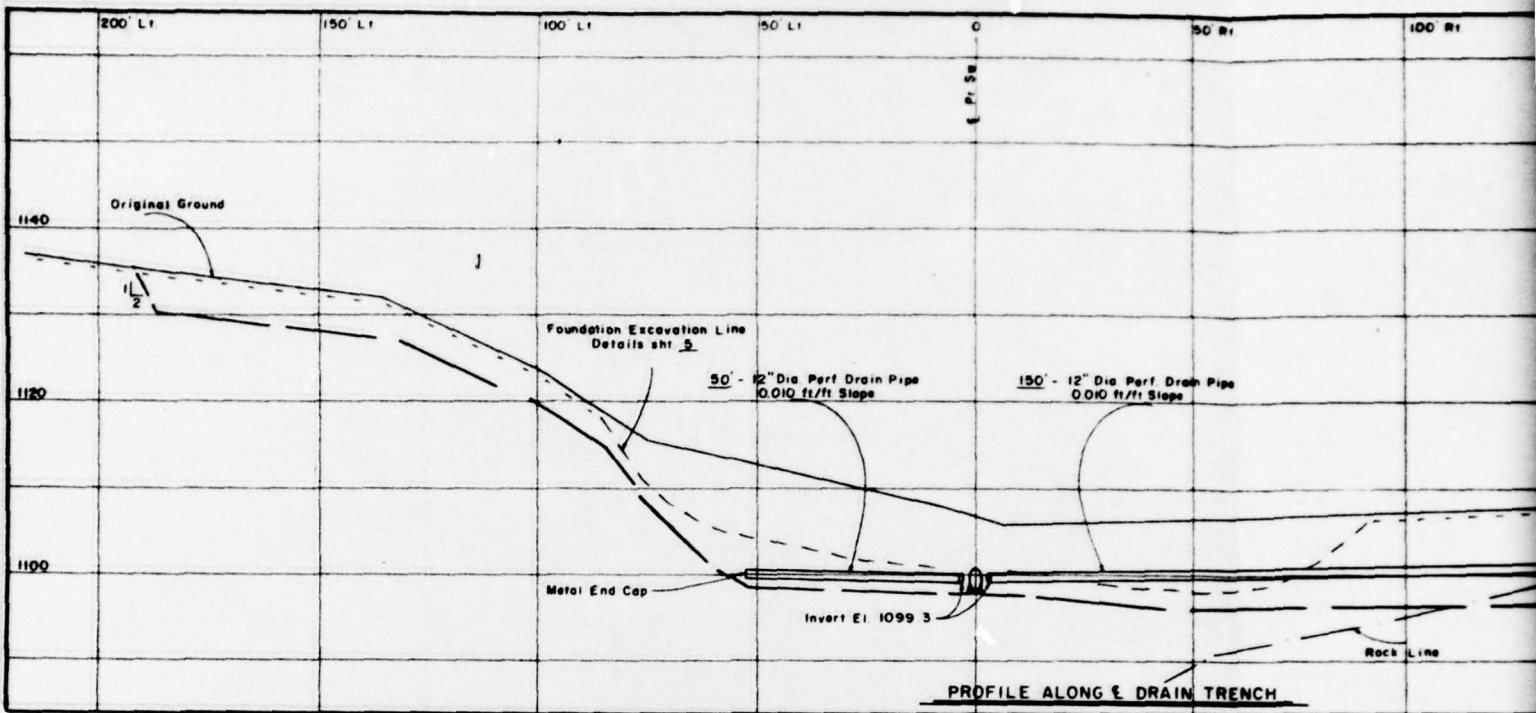 200' Lt
150' Lt
100' Lt
50' Lt
0
50' Rt
100' Rt
℄ Pr Sw
Original Ground
1140
1
2
Foundation Excavation Line
Details sht 5
50' - 12" Dia Perf Drain Pipe
0.010 ft/ft Slope
150' - 12" Dia Perf. Drain Pipe
0.010 ft/ft Slope
1120
1100
Metal End Cap
Invert El. 1099.3
Rock Line
PROFILE ALONG ℄ DRAIN TRENCH